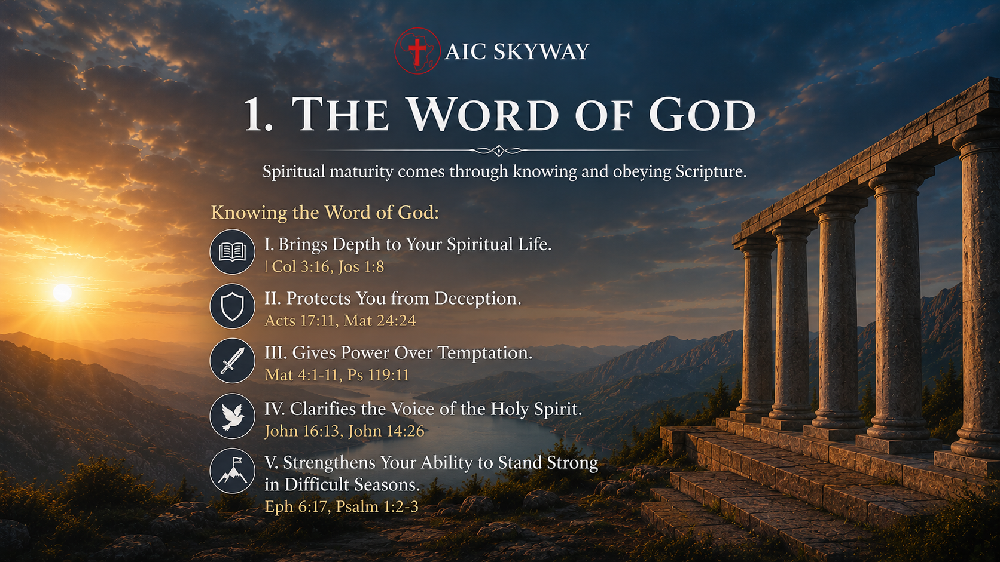 AIC SKYWAY
1. THE WORD OF GOD
Spiritual maturity comes through knowing and obeying Scripture.
Knowing the Word of God:
I. Brings Depth to Your Spiritual Life.
| Col 3:16, Jos 1:8
II. Protects You from Deception.
Acts 17:11, Mat 24:24
III. Gives Power Over Temptation.
Mat 4:1-11, Ps 119:11
IV. Clarifies the Voice of the Holy Spirit.
John 16:13, John 14:26
V. Strengthens Your Ability to Stand Strong
in Difficult Seasons.
Eph 6:17, Psalm 1:2-3